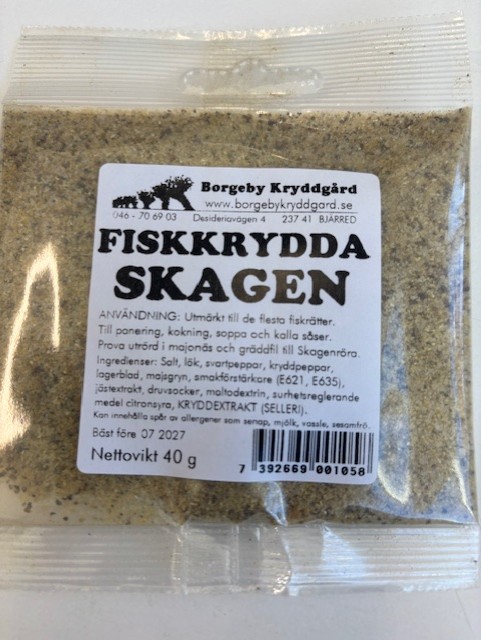 Borgeby Kryddgård
www.borgebykryddgard.se
046 - 70 69 03 Desideriavägen 4 237 41 BJÄRRED
FISKKRYDDA
SKAGEN
ANVÄNDNING: Utmärkt till de flesta fiskrätter.
Till panering, kokning, soppa och kalla såser.
Prova utrörd i majonäs och gräddfil till Skagenröra.
Ingredienser: Salt, lök, svartpeppar, kryddpeppar,
lagerblad, majsgryn, smakförstärkare (E621, E635),
jästextrakt, druvsocker, maltodextrin, surhetsreglerande
medel citronsyra, KRYDDEXTRAKT (SELLERI).
Kan innehålla spår av allergener som senap, mjölk, vassle, sesamfrö.
Bäst före 07 2027
Nettovikt 40 g
7 392669 001058